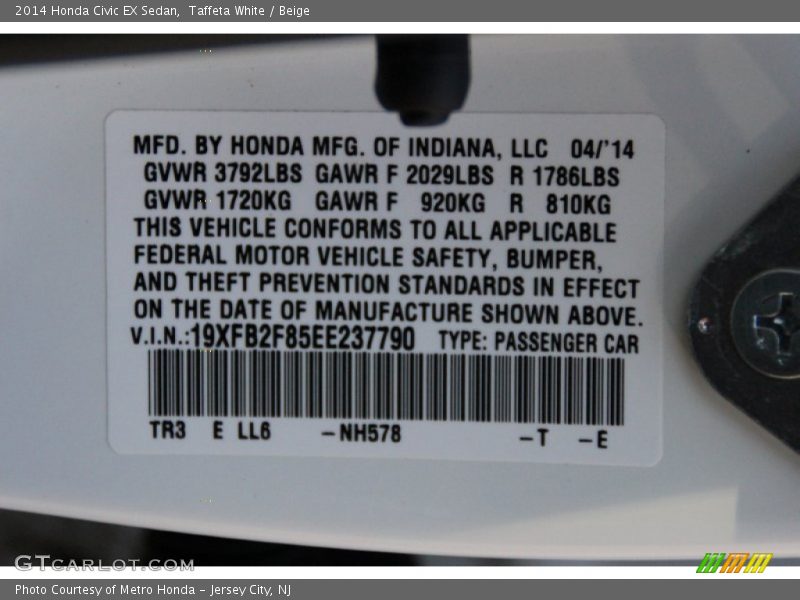 2014 Honda Civic EX Sedan,  Taffeta White / Beige
MFD. BY HONDA MFG. OF INDIANA, LLC 04/'14
GVWR 3792LBS GAWR F 2029LBS R 1786LBS
GVWR 1720KG GAWR F 920KG R 810KG
THIS VEHICLE CONFORMS TO ALL APPLICABLE
FEDERAL MOTOR VEHICLE SAFETY, BUMPER,
AND THEFT PREVENTION STANDARDS IN EFFECT
ON THE DATE OF MANUFACTURE SHOWN ABOVE.
V.I.N.:19XFB2F85EE237790 TYPE: PASSENGER CAR
TR3 E LL6 -NH578 -T -E
GTcarlot.com
Photo Courtesy of Metro Honda - Jersey City, NJ